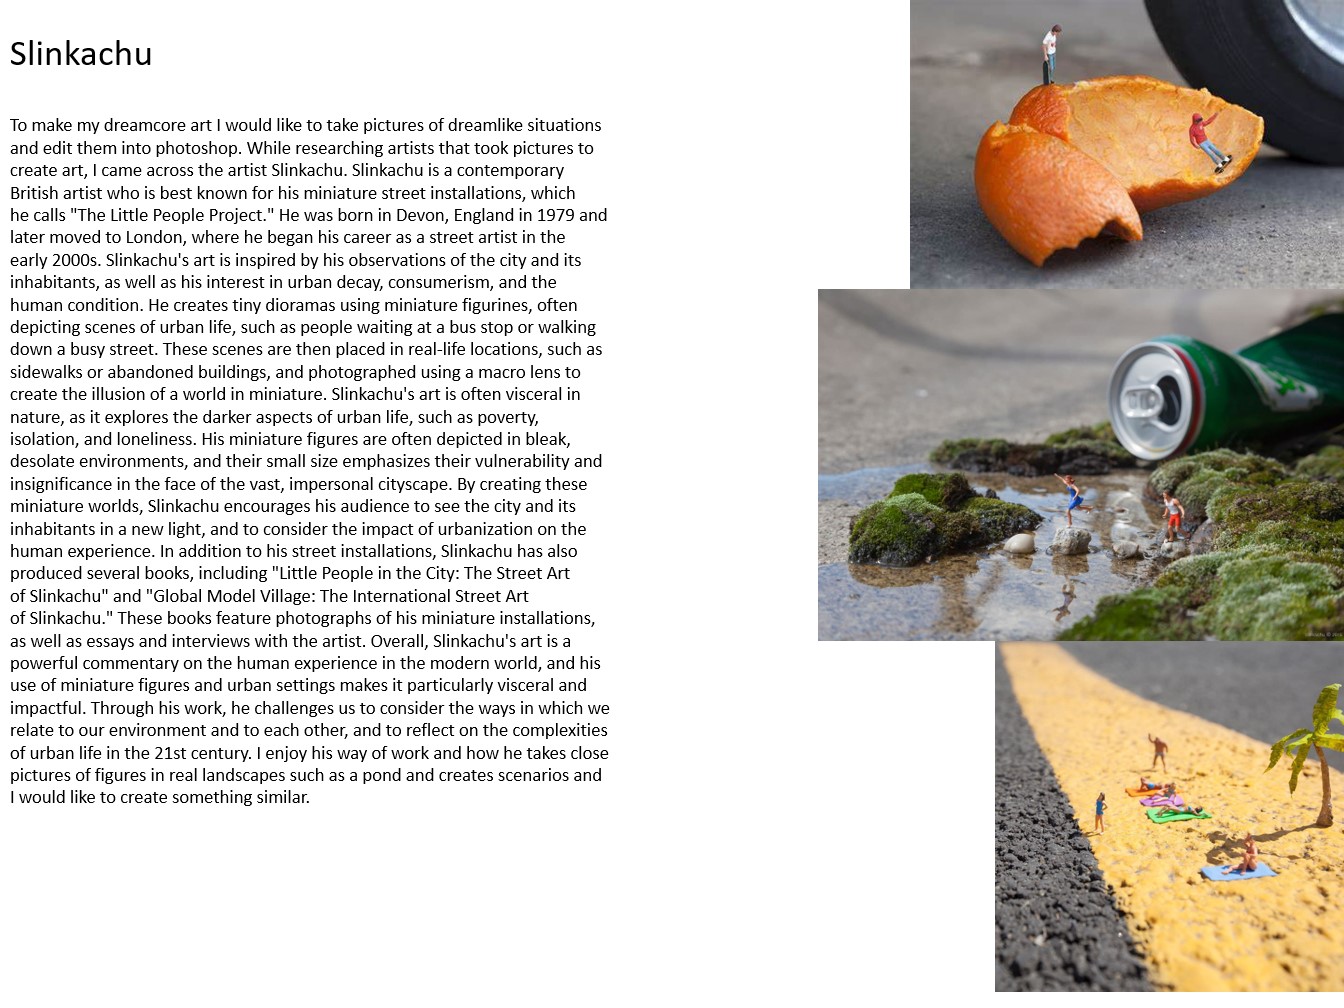 Slinkachu
To make my dreamcore art I would like to take pictures of dreamlike situations
and edit them into photoshop. While researching artists that took pictures to
create art, I came across the artist Slinkachu. Slinkachu is a contemporary
British artist who is best known for his miniature street installations, which
he calls "The Little People Project." He was born in Devon, England in 1979 and
later moved to London, where he began his career as a street artist in the
early 2000s. Slinkachu's art is inspired by his observations of the city and its
inhabitants, as well as his interest in urban decay, consumerism, and the
human condition. He creates tiny dioramas using miniature figurines, often
depicting scenes of urban life, such as people waiting at a bus stop or walking
down a busy street. These scenes are then placed in real-life locations, such as
sidewalks or abandoned buildings, and photographed using a macro lens to
create the illusion of a world in miniature. Slinkachu's art is often visceral in
nature, as it explores the darker aspects of urban life, such as poverty,
isolation, and loneliness. His miniature figures are often depicted in bleak,
desolate environments, and their small size emphasizes their vulnerability and
insignificance in the face of the vast, impersonal cityscape. By creating these
miniature worlds, Slinkachu encourages his audience to see the city and its
inhabitants in a new light, and to consider the impact of urbanization on the
human experience. In addition to his street installations, Slinkachu has also
produced several books, including "Little People in the City: The Street Art
of Slinkachu" and "Global Model Village: The International Street Art
of Slinkachu." These books feature photographs of his miniature installations,
as well as essays and interviews with the artist. Overall, Slinkachu's art is a
powerful commentary on the human experience in the modern world, and his
use of miniature figures and urban settings makes it particularly visceral and
impactful. Through his work, he challenges us to consider the ways in which we
relate to our environment and to each other, and to reflect on the complexities
of urban life in the 21st century. I enjoy his way of work and how he takes close
pictures of figures in real landscapes such as a pond and creates scenarios and
I would like to create something similar.